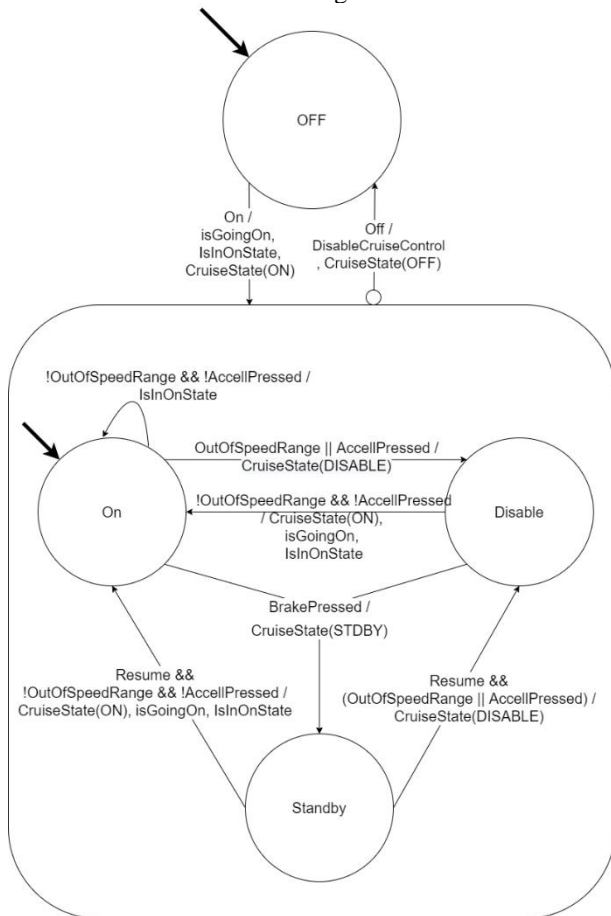 OFF
On /
isGoingOn,
IsInOnState,
CruiseState(ON)
Off /
DisableCruiseControl
, CruiseState(OFF)
!OutOfSpeedRange && !AccellPressed /
IsInOnState
OutOfSpeedRange || AccellPressed /
CruiseState(DISABLE)
!OutOfSpeedRange && !AccellPressed
/ CruiseState(ON),
isGoingOn,
IsInOnState
On
Disable
BrakePressed /
CruiseState(STDBY)
Resume &&
!OutOfSpeedRange && !AccellPressed /
CruiseState(ON), isGoingOn, IsInOnState
Resume &&
(OutOfSpeedRange || AccellPressed) /
CruiseState(DISABLE)
Standby